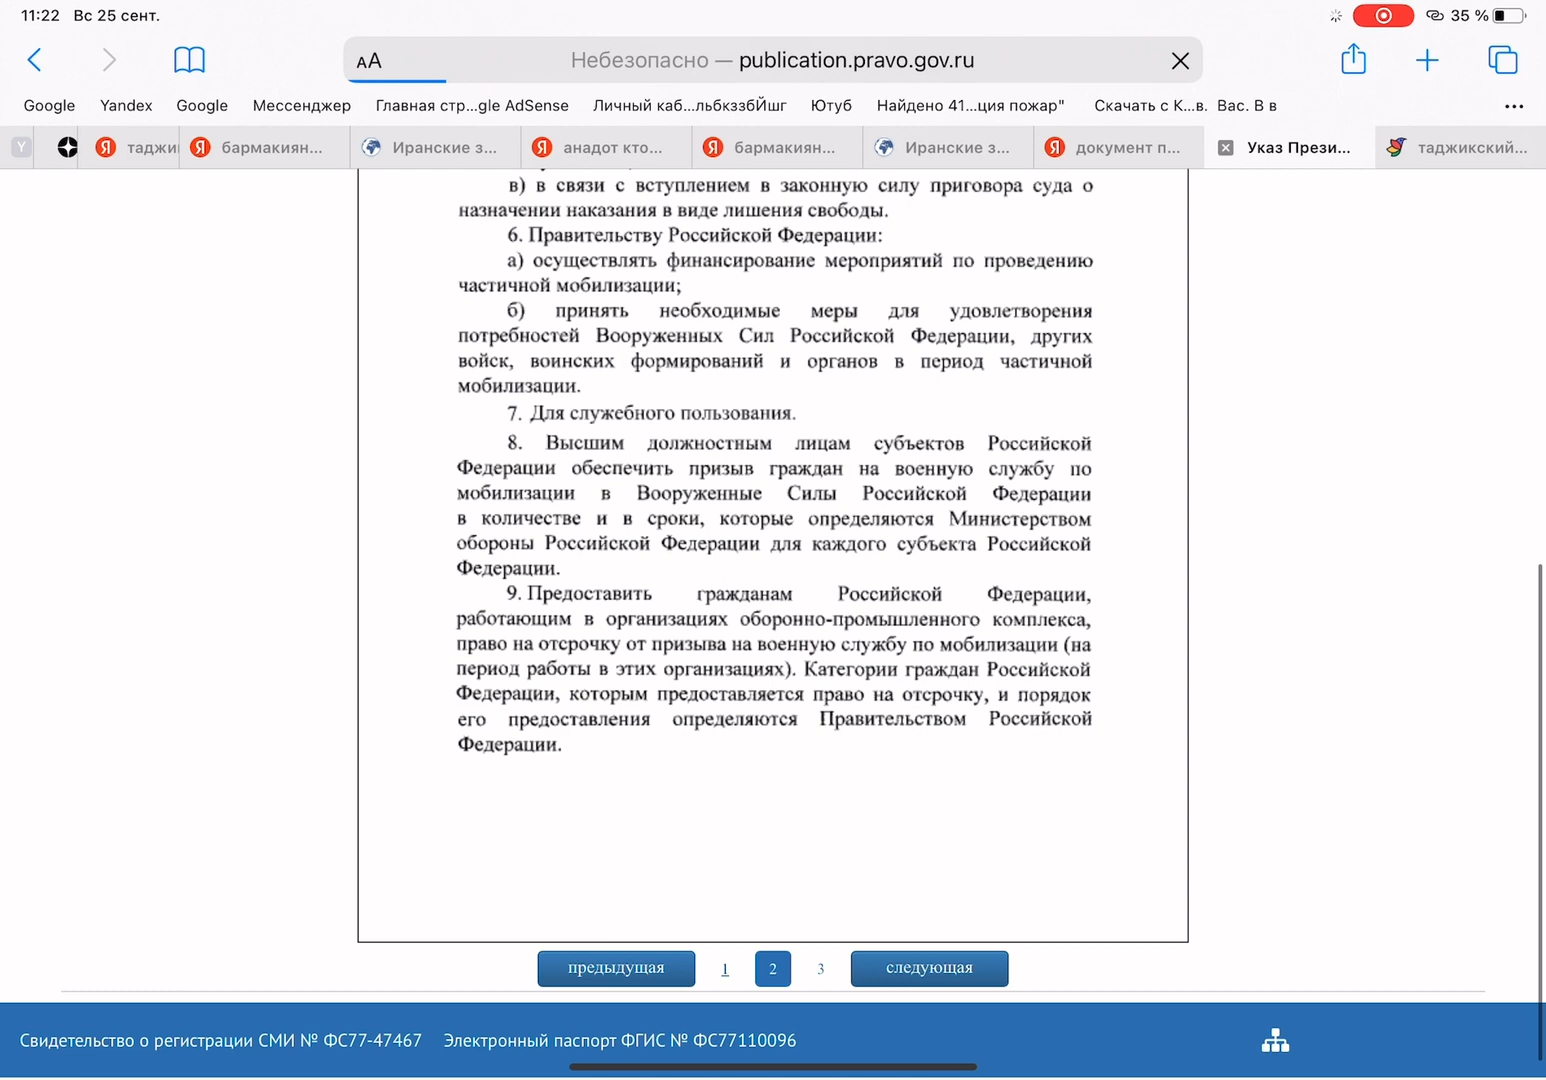 11:22 Вс 25 сент.
35 %
АА
Небезопасно — publication.pravo.gov.ru
Google Yandex Google Мессенджер Главная стр...gle AdSense Личный каб...льбкззбЙшг Ютуб Найдено 41...ция пожар" Скачать с К...в. Вас. В в
Y таджи бармакиян... Иранские з... анадот кто... бармакиян... Иранские з... документ п... Указ Прези... таджикский...
в) в связи с вступлением в законную силу приговора суда о
назначении наказания в виде лишения свободы.
6. Правительству Российской Федерации:
а) осуществлять финансирование мероприятий по проведению
частичной мобилизации;
б) принять необходимые меры для удовлетворения
потребностей Вооруженных Сил Российской Федерации, других
войск, воинских формирований и органов в период частичной
мобилизации.
7. Для служебного пользования.
8. Высшим должностным лицам субъектов Российской
Федерации обеспечить призыв граждан на военную службу по
мобилизации в Вооруженные Силы Российской Федерации
в количестве и в сроки, которые определяются Министерством
обороны Российской Федерации для каждого субъекта Российской
Федерации.
9. Предоставить гражданам Российской Федерации,
работающим в организациях оборонно-промышленного комплекса,
право на отсрочку от призыва на военную службу по мобилизации (на
период работы в этих организациях). Категории граждан Российской
Федерации, которым предоставляется право на отсрочку, и порядок
его предоставления определяются Правительством Российской
Федерации.
предыдущая 1 2 3 следующая
Свидетельство о регистрации СМИ № ФС77-47467 Электронный паспорт ФГИС № ФС77110096